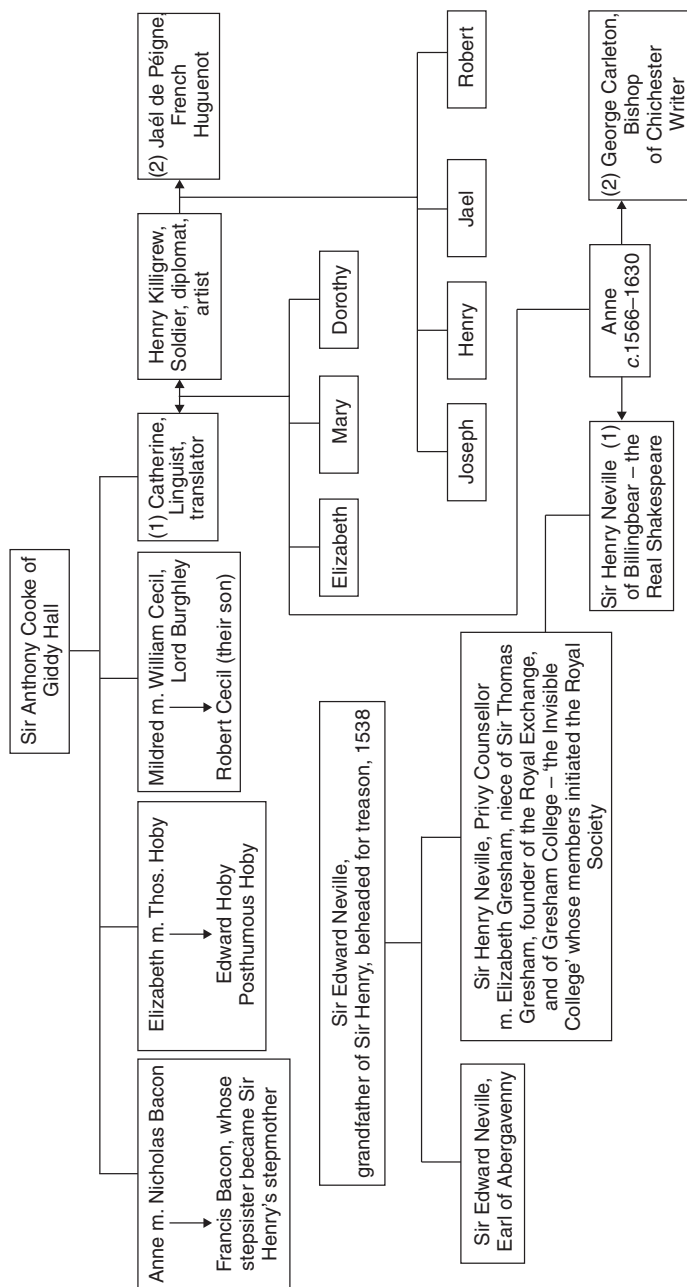 Sir Anthony Cooke of
Giddy Hall
Anne m. Nicholas Bacon
Francis Bacon, whose
stepsister became Sir
Henry's stepmother
Elizabeth m. Thos. Hoby
Edward Hoby
Posthumous Hoby
Mildred m. William Cecil,
Lord Burghley
Robert Cecil (their son)
(1) Catherine,
Linguist,
translator
Henry Killigrew,
Soldier, diplomat,
artist
(2) Jaél de Péigne,
French
Huguenot
Elizabeth
Mary
Dorothy
Joseph
Henry
Jael
Robert
Sir Edward Neville,
grandfather of Sir Henry, beheaded for treason, 1538
Sir Edward Neville,
Earl of Abergavenny
Sir Henry Neville, Privy Counsellor
m. Elizabeth Gresham, niece of Sir Thomas
Gresham, founder of the Royal Exchange,
and of Gresham College – 'the Invisible
College' whose members initiated the Royal
Society
Sir Henry Neville (1)
of Billingbear – the
Real Shakespeare
Anne
c.1566–1630
(2) George Carleton,
Bishop
of Chichester
Writer